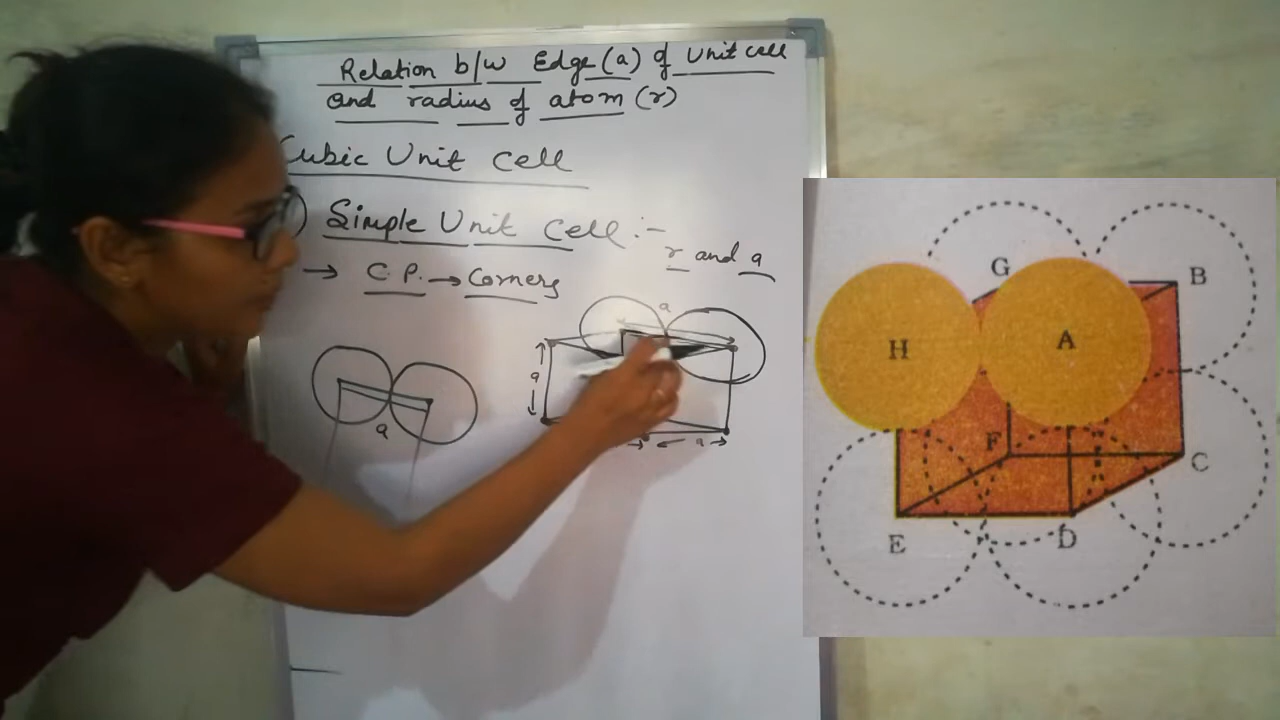 Relation b/w Edge (a) of Unit cell
and radius of atom (r)
Cubic Unit Cell
) Simple Unit Cell :-
r and a
→ C.P. → Corners
a
a
a
a
G
B
H
A
F
C
E
D